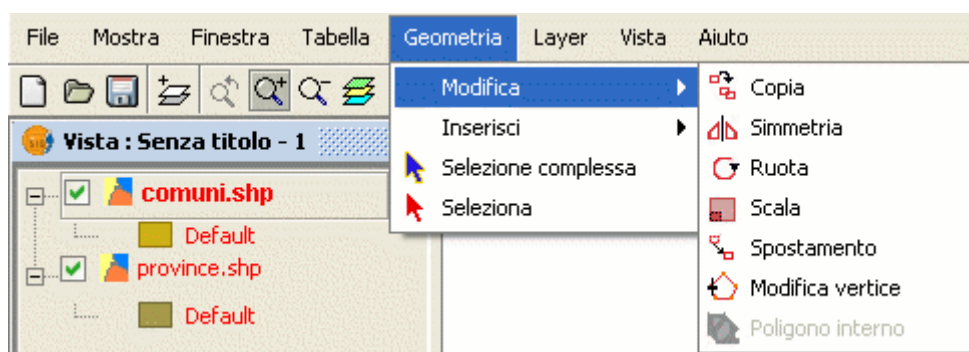 File Mostra Finestra Tabella Geometria Layer Vista Aiuto
Modifica
Inserisci
Selezione complessa
Seleziona
Copia
Simmetria
Ruota
Scala
Spostamento
Modifica vertice
Poligono interno
Vista : Senza titolo - 1
comuni.shp
Default
province.shp
Default